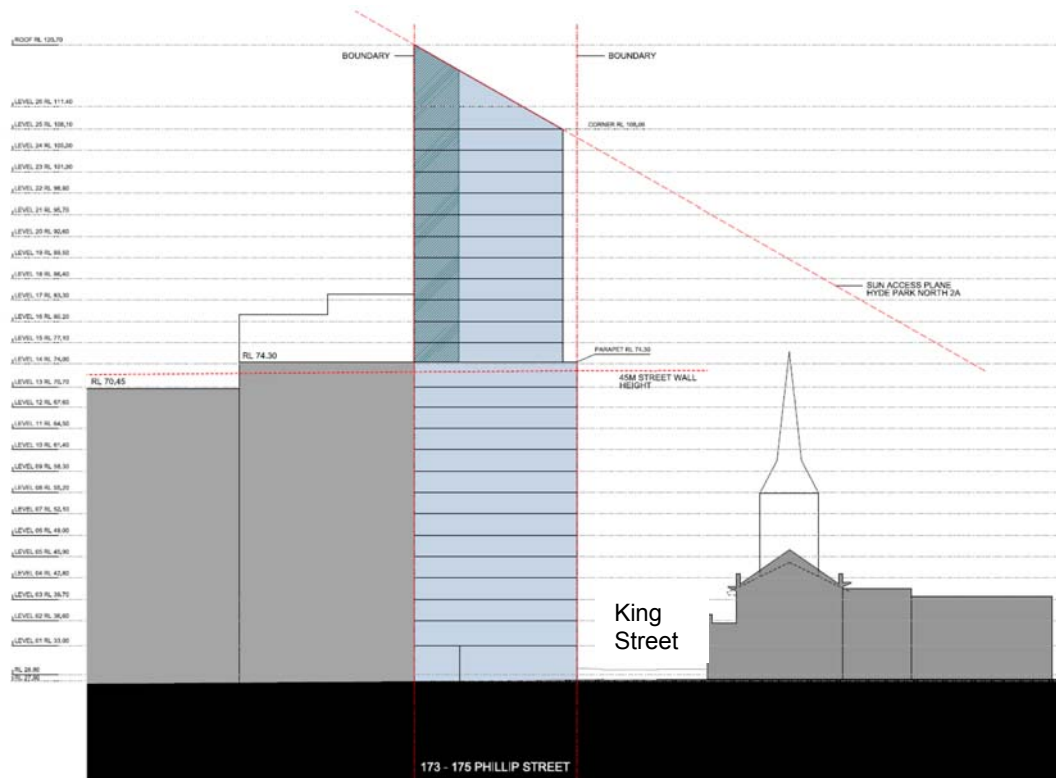 ROOF RL 120,70
BOUNDARY
BOUNDARY
LEVEL 26 RL 111,40
LEVEL 25 RL 108,10
CORNER RL 108,00
LEVEL 24 RL 105,00
LEVEL 23 RL 101,90
LEVEL 22 RL 98,80
LEVEL 21 RL 95,70
LEVEL 20 RL 92,60
LEVEL 19 RL 89,50
LEVEL 18 RL 86,40
SUN ACCESS PLANE
HYDE PARK NORTH 2A
LEVEL 17 RL 83,30
LEVEL 16 RL 80,20
LEVEL 15 RL 77,10
RL 74.30
PARAPET RL 74,30
LEVEL 14 RL 74,00
45M STREET WALL
HEIGHT
LEVEL 13 RL 70,70
RL 70,45
LEVEL 12 RL 67,60
LEVEL 11 RL 64,50
LEVEL 10 RL 61,40
LEVEL 09 RL 58,30
LEVEL 08 RL 55,20
LEVEL 07 RL 52,10
LEVEL 06 RL 49,00
LEVEL 05 RL 45,90
LEVEL 04 RL 42,80
LEVEL 03 RL 39,70
LEVEL 02 RL 36,60
King
Street
LEVEL 01 RL 33,00
173 - 175 PHILLIP STREET